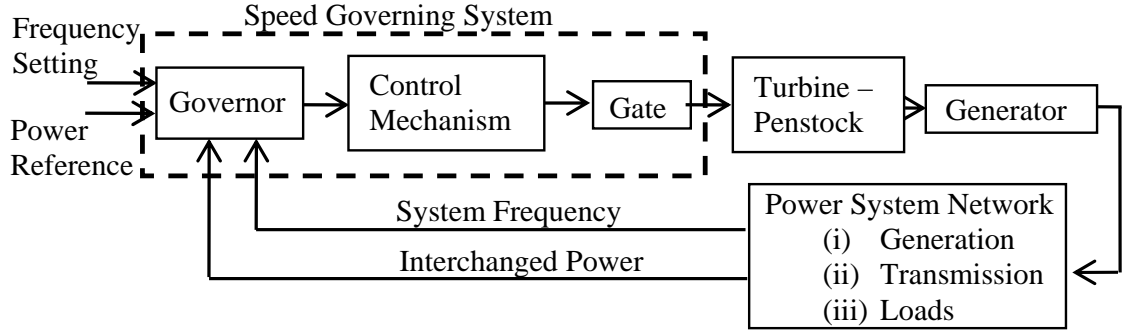 Speed Governing System
Frequency
Setting
Power
Reference
Governor
Control
Mechanism
Gate
Turbine –
Penstock
Generator
System Frequency
Interchanged Power
Power System Network
(i) Generation
(ii) Transmission
(iii) Loads